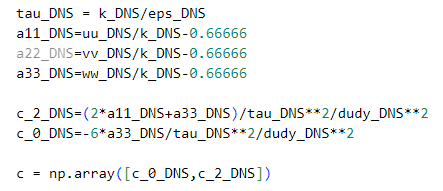 tau_DNS = k_DNS/eps_DNS
a11_DNS=uu_DNS/k_DNS-0.66666
a22_DNS=vv_DNS/k_DNS-0.66666
a33_DNS=ww_DNS/k_DNS-0.66666
c_2_DNS=(2*a11_DNS+a33_DNS)/tau_DNS**2/dudy_DNS**2
c_0_DNS=-6*a33_DNS/tau_DNS**2/dudy_DNS**2
c = np.array([c_0_DNS,c_2_DNS])